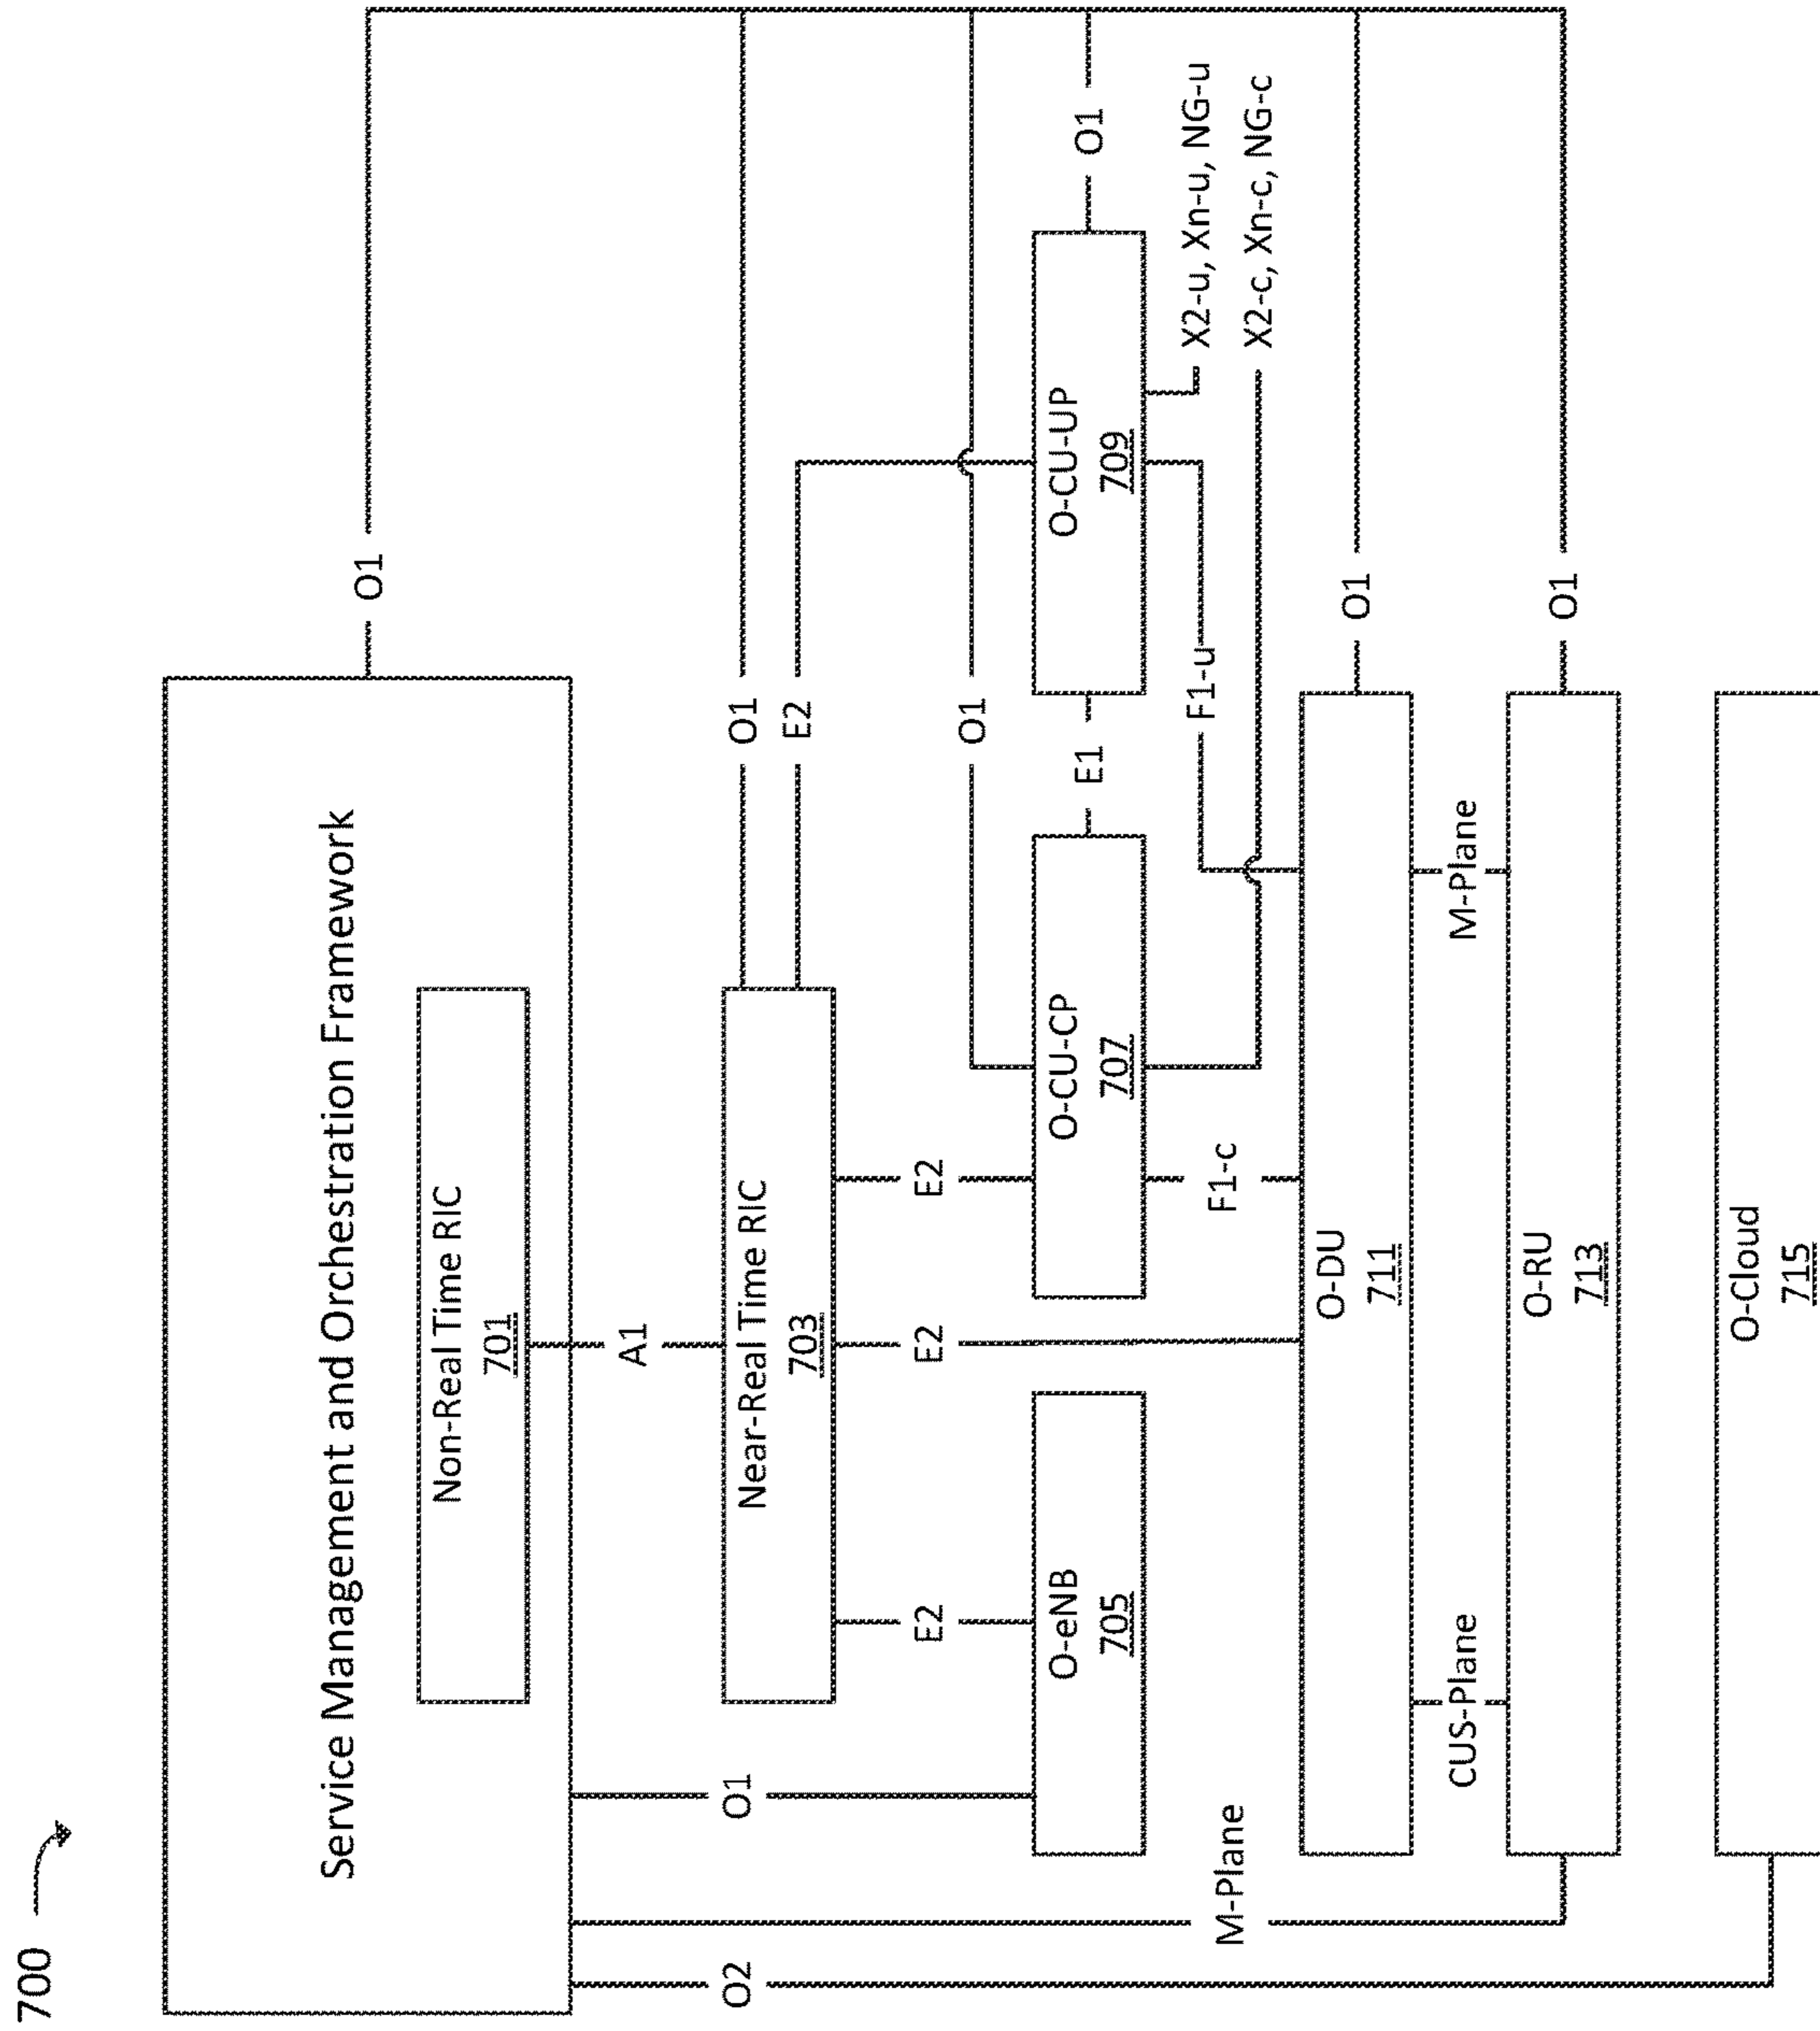 700
Service Management and Orchestration Framework
O1
Non-Real Time RIC
701
A1
O2
O1
Near-Real Time RIC
703
O1
E2
E2
E2
E2
O1
O-eNB
705
O-CU-CP
707
E1
O-CU-UP
709
O1
M-Plane
F1-c
F1-u
X2-u, Xn-u, NG-u
X2-c, Xn-c, NG-c
O-DU
711
O1
CUS-Plane
M-Plane
O-RU
713
O1
O-Cloud
715